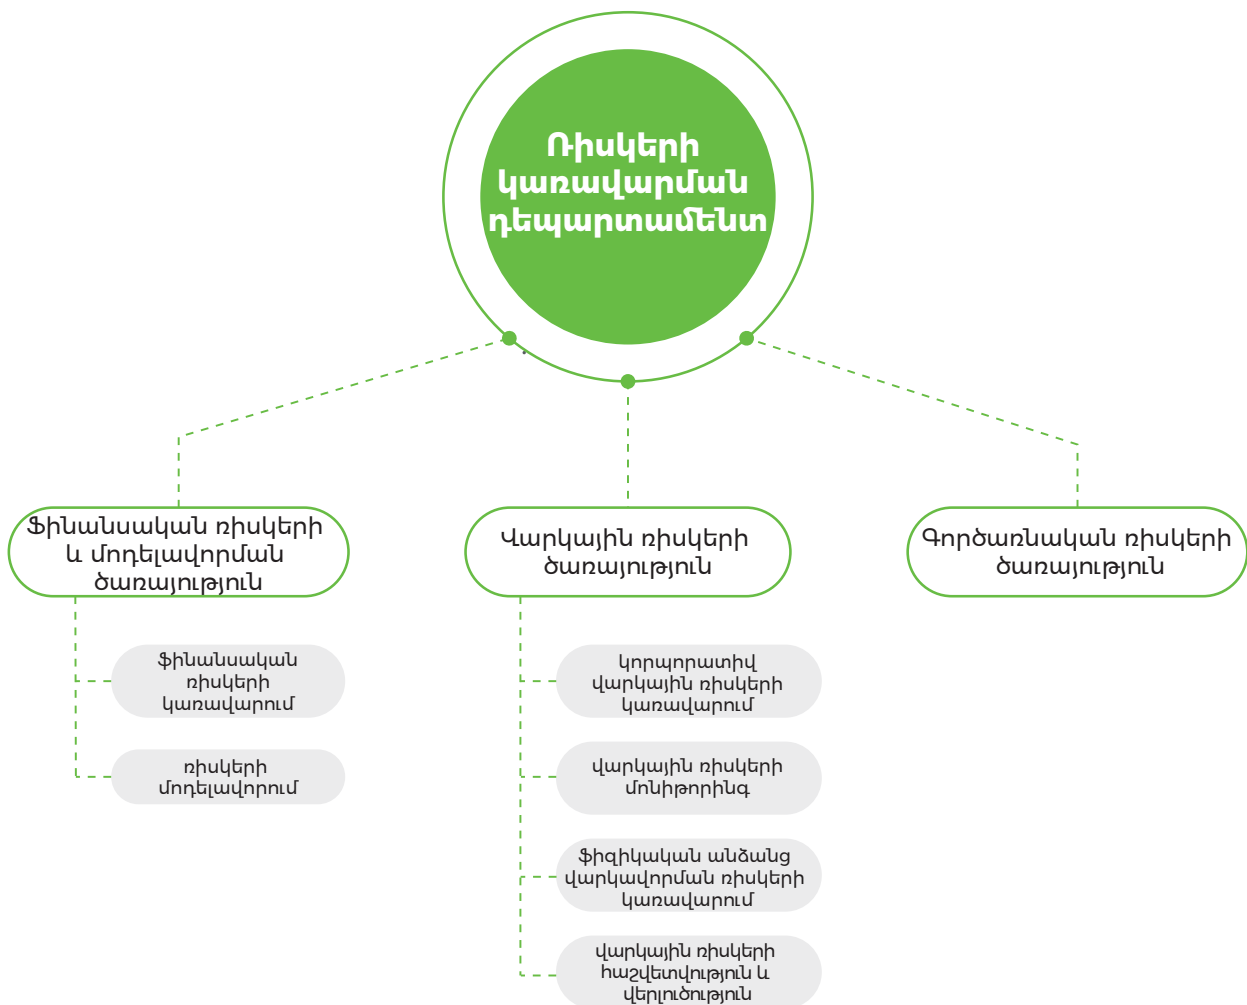 Ռիսկերի
կառավարման
դեպարտամենտ
Ֆինանսական ռիսկերի
և մոդելավորման
ծառայություն
ֆինանսական
ռիսկերի
կառավարում
ռիսկերի
մոդելավորում
Վարկային ռիսկերի
ծառայություն
կորպորատիվ
վարկային ռիսկերի
կառավարում
վարկային ռիսկերի
մոնիթորինգ
ֆիզիկական անձանց
վարկավորման ռիսկերի
կառավարում
վարկային ռիսկերի
հաշվետվություն և
վերլուծություն
Գործառնական ռիսկերի
ծառայություն